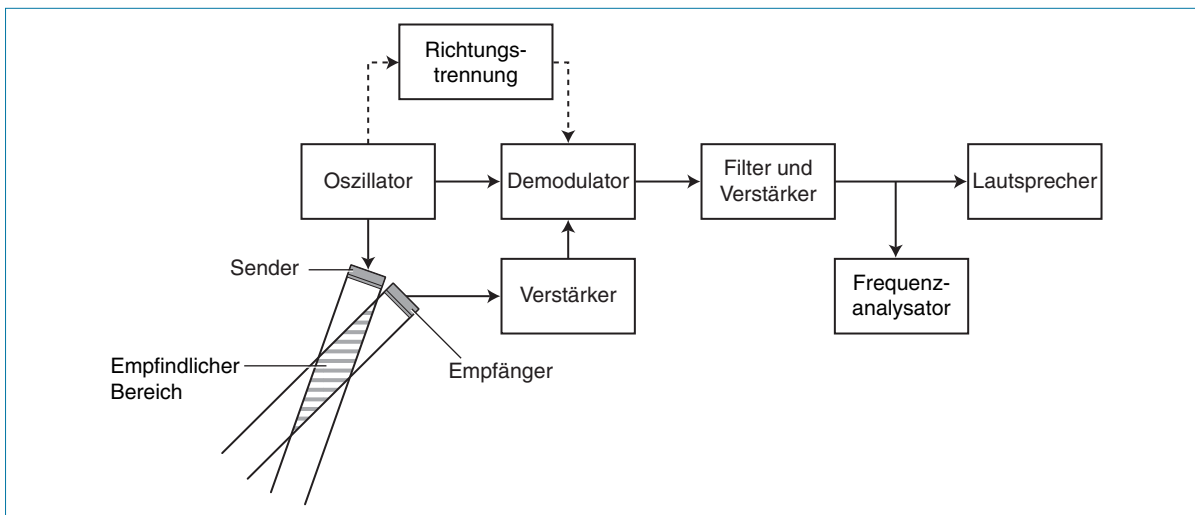 Richtungs-
trennung
Oszillator
Demodulator
Filter und
Verstärker
Lautsprecher
Sender
Verstärker
Frequenz-
analysator
Empfindlicher
Bereich
Empfänger